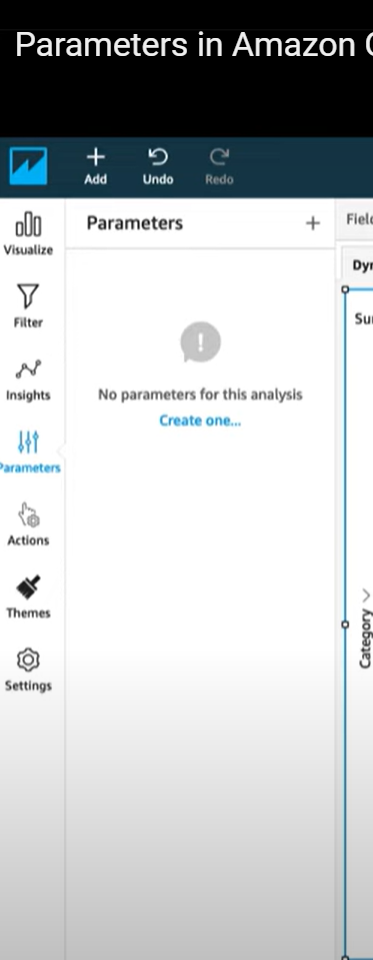 Parameters in Amazon
Add
Undo
Redo
Visualize
Filter
Insights
Parameters
Actions
Themes
Settings
Parameters
No parameters for this analysis
Create one...
Category